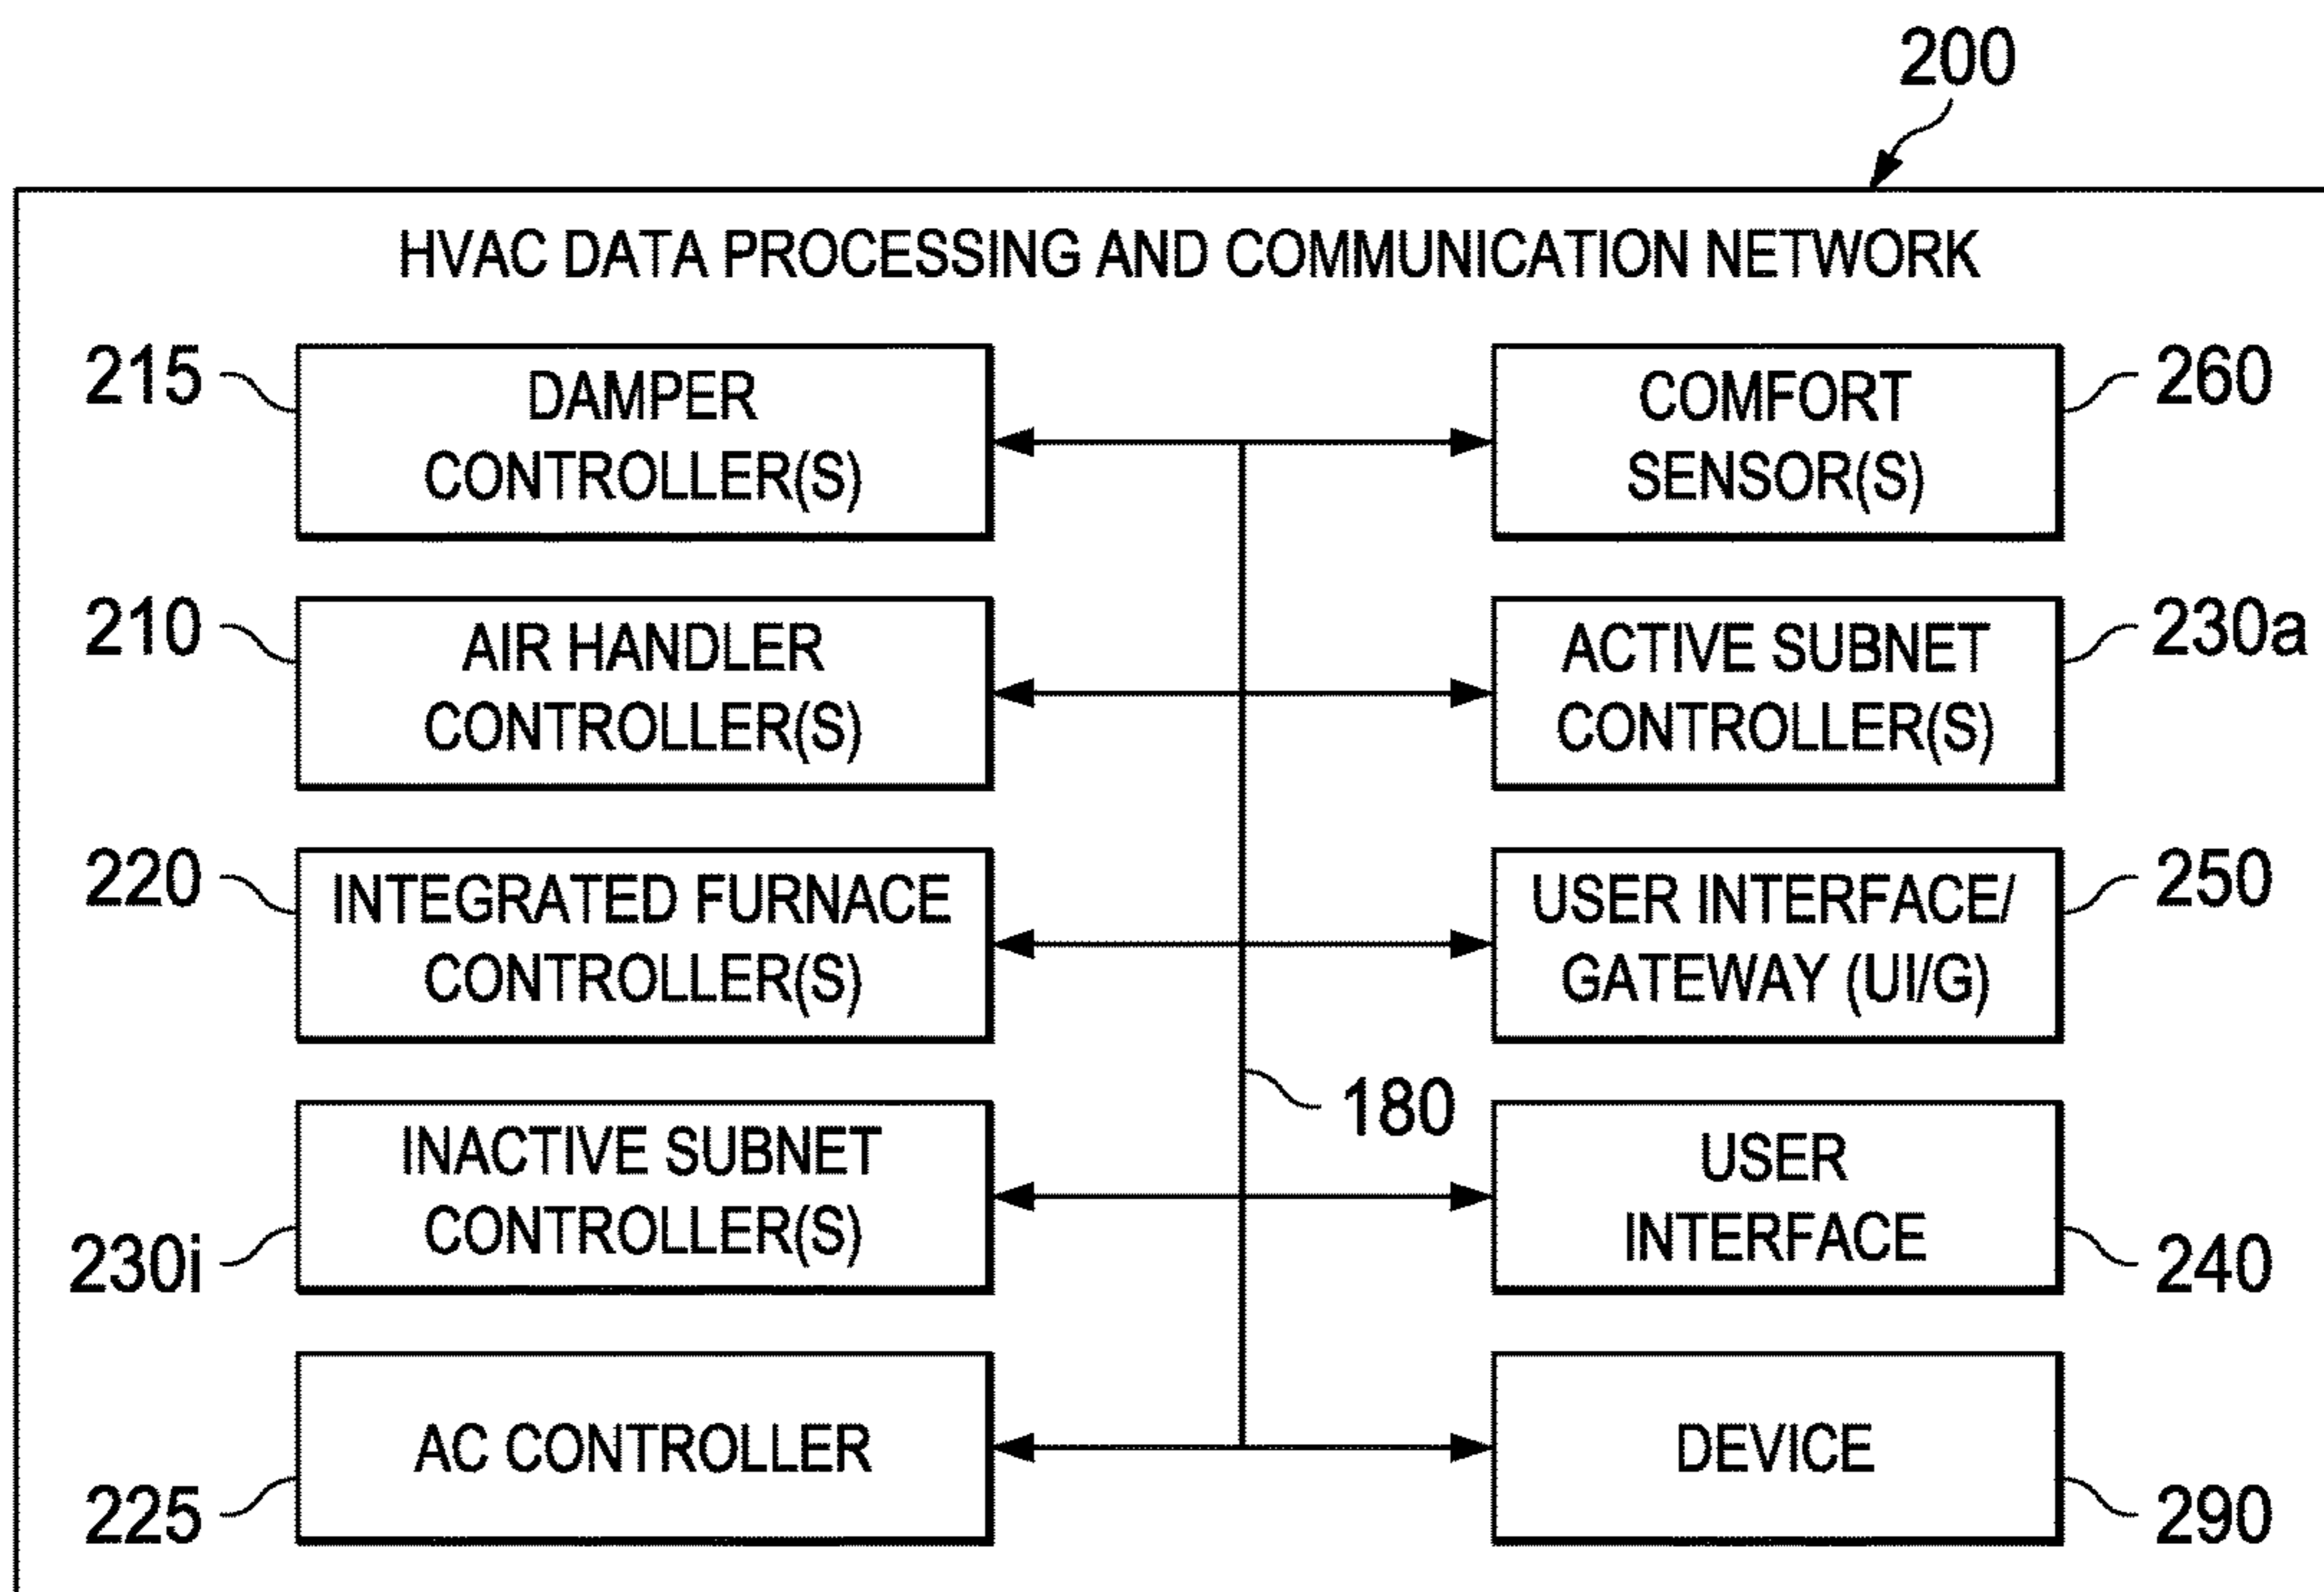 200
HVAC DATA PROCESSING AND COMMUNICATION NETWORK
215
DAMPER
CONTROLLER(S)
COMFORT
SENSOR(S)
260
210
AIR HANDLER
CONTROLLER(S)
ACTIVE SUBNET
CONTROLLER(S)
230a
220
INTEGRATED FURNACE
CONTROLLER(S)
USER INTERFACE/
GATEWAY (UI/G)
250
180
INACTIVE SUBNET
CONTROLLER(S)
230i
USER
INTERFACE
240
AC CONTROLLER
225
DEVICE
290